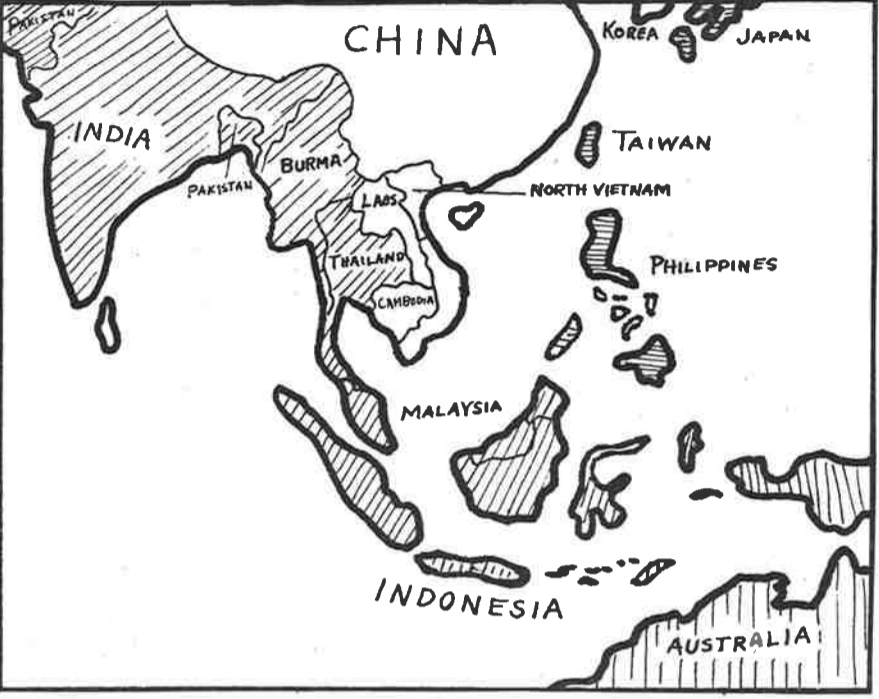 PAKISTAN
CHINA
KOREA
JAPAN
INDIA
TAIWAN
BURMA
PAKISTAN
LAOS
NORTH VIETNAM
THAILAND
PHILIPPINES
CAMBODIA
MALAYSIA
INDONESIA
AUSTRALIA